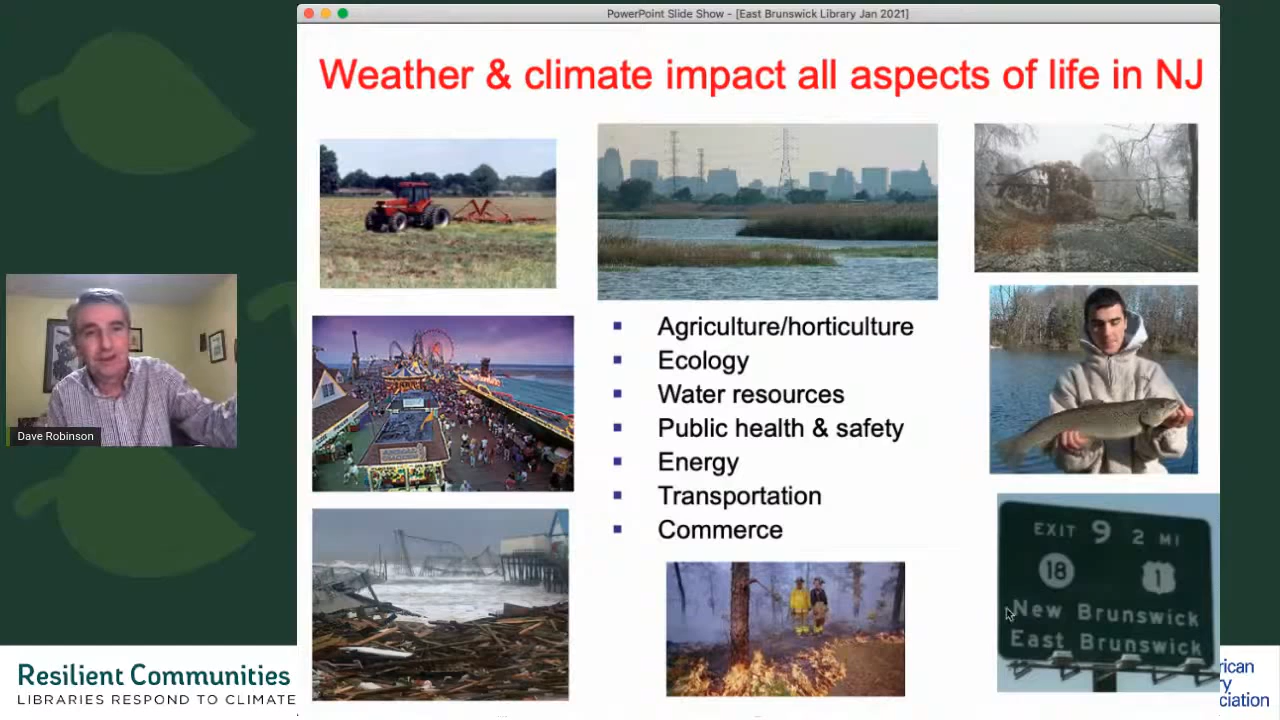 PowerPoint Slide Show - [East Brunswick Library Jan 2021]
Weather & climate impact all aspects of life in NJ
Agriculture/horticulture
Ecology
Water resources
Public health & safety
Energy
Transportation
Commerce
EXIT 9 2 MI
18 1
New Brunswick
East Brunswick
Dave Robinson
Resilient Communities
LIBRARIES RESPOND TO CLIMATE